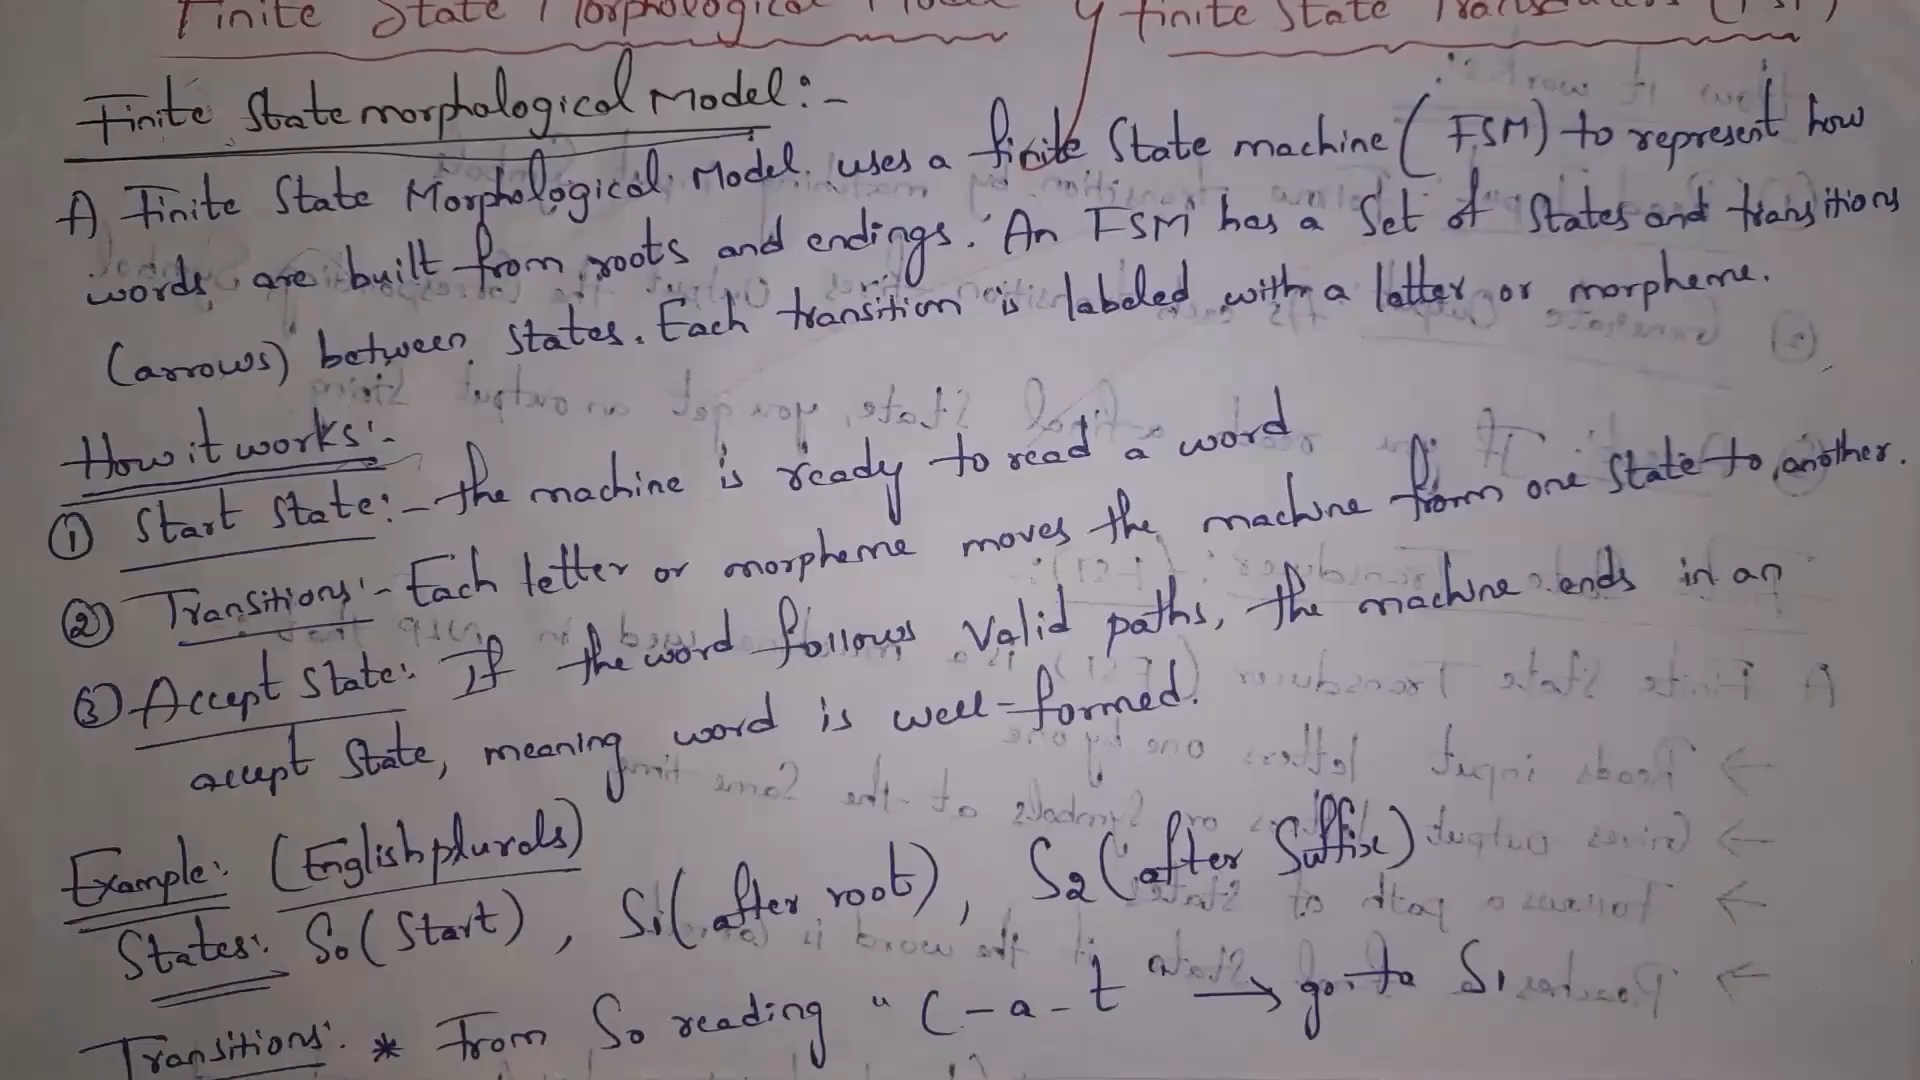 Finite State Morphological Model y Finite State
Finite State morphological Model:-
A Finite State Morphological Model uses a finite State machine (FSM) to represent how
words are built from roots and endings. An FSM has a Set of States and transitions
(arrows) between States. Each transition is labeled with a letter or morpheme.
How it works:-
① Start State:- the machine is ready to read a word
② Transitions:- Each letter or morpheme moves the machine from one State to another.
③ Accept State: If the word follows valid paths, the machine ends in an
accept State, meaning word is well-formed.
Example: (English plurals)
States: S0 (Start), S1 (after root), S2 (after Suffix)
Transitions: * From S0 reading "c-a-t" → go to S1